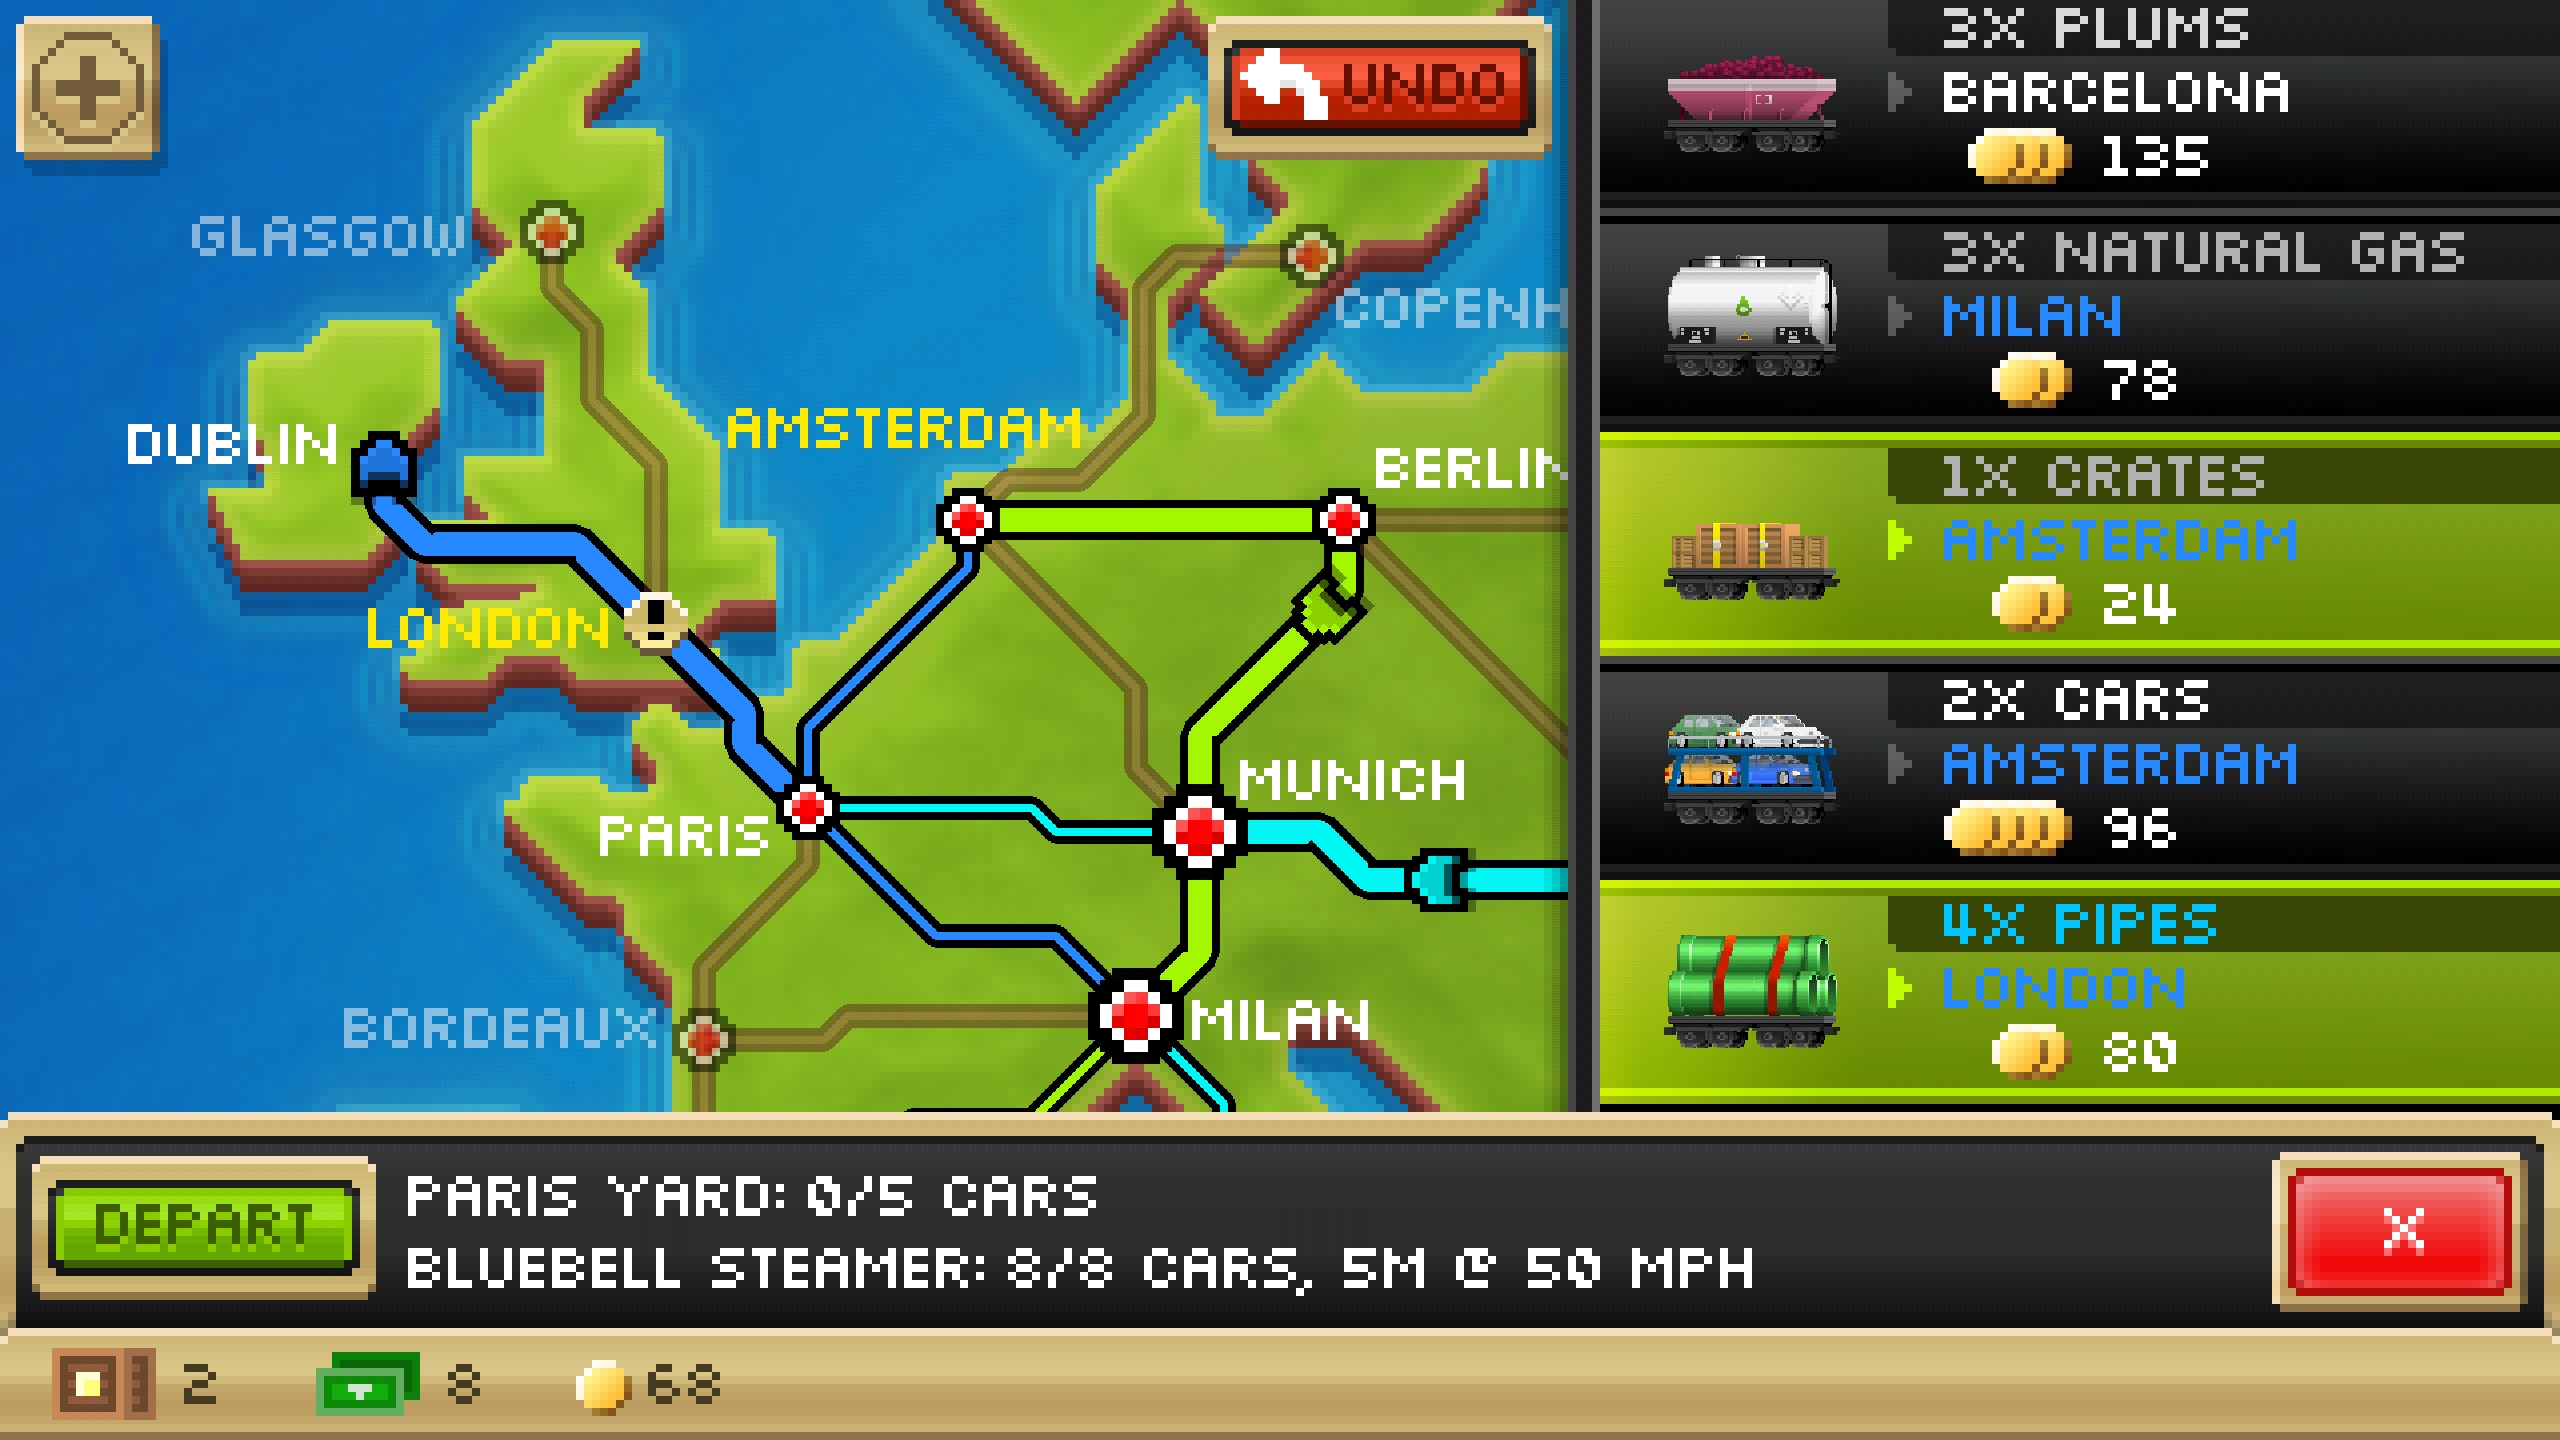 UNDO
GLASGOW
COPENH
DUBLIN
AMSTERDAM
BERLIN
LONDON
MUNICH
PARIS
BORDEAUX
MILAN
3X PLUMS
BARCELONA
135
3X NATURAL GAS
MILAN
78
1X CRATES
AMSTERDAM
24
2X CARS
AMSTERDAM
96
4X PIPES
LONDON
80
DEPART
PARIS YARD: 0/5 CARS
BLUEBELL STEAMER: 8/8 CARS, 5M @ 50 MPH
X
2
8
68